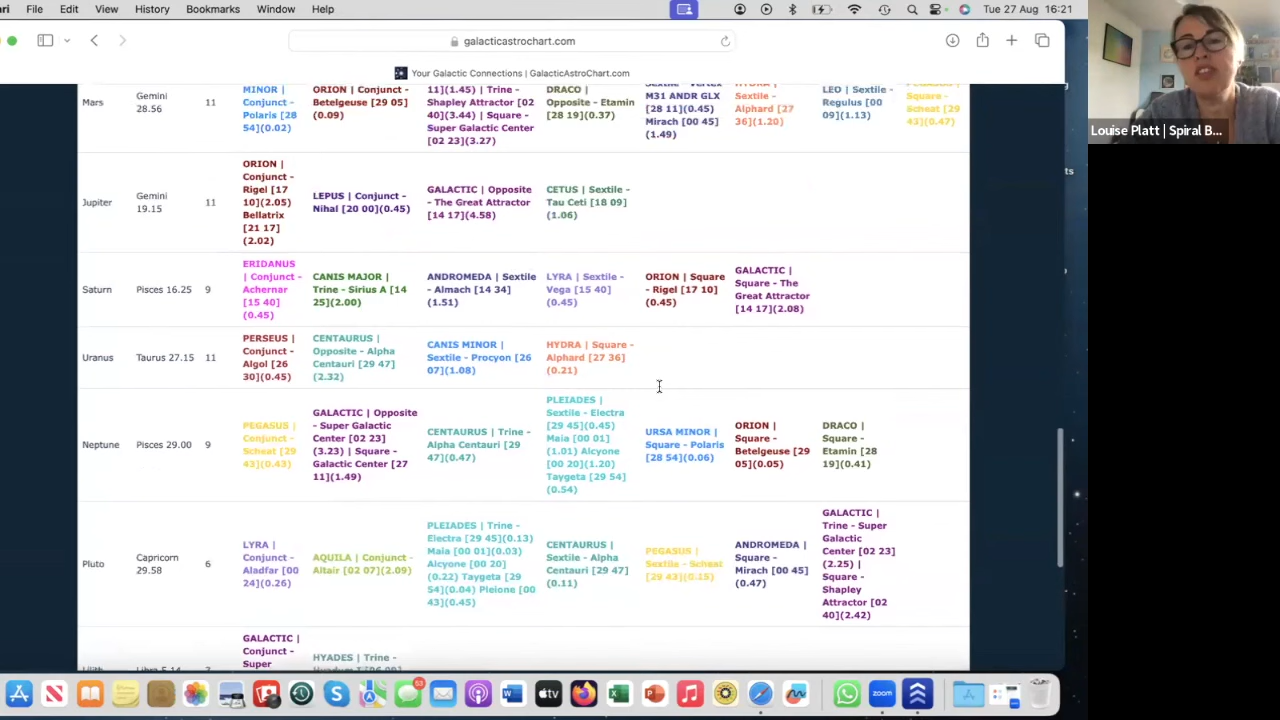 ari File Edit View History Bookmarks Window Help Tue 27 Aug 16:21
galacticastrochart.com
Your Galactic Connections | GalacticAstroChart.com
Mars
Gemini
28.56
11
MINOR |
Conjunct -
Polaris [28
54](0.02)
ORION | Conjunct -
Betelgeuse [29 05]
(0.09)
11](1.45) | Trine -
Shapley Attractor [02
40](3.44) | Square -
Super Galactic Center
[02 23](3.27)
DRACO |
Opposite - Etamin
[28 19](0.37)
Sextile - Vertex
M31 ANDR GLX
[28 11](0.45)
Mirach [00 45]
(1.49)
HYDRA |
Sextile -
Alphard [27
36](1.20)
LEO | Sextile -
Regulus [00
09](1.13)
PEGASUS |
Square -
Scheat [29
43](0.47)
Jupiter
Gemini
19.15
11
ORION |
Conjunct -
Rigel [17
10](2.05)
Bellatrix
[21 17]
(2.02)
LEPUS | Conjunct -
Nihal [20 00](0.45)
GALACTIC | Opposite
- The Great Attractor
[14 17](4.58)
CETUS | Sextile -
Tau Ceti [18 09]
(1.06)
Saturn
Pisces 16.25
9
ERIDANUS
| Conjunct -
Achernar
[15 40]
(0.45)
CANIS MAJOR |
Trine - Sirius A [14
25](2.00)
ANDROMEDA | Sextile
- Almach [14 34]
(1.51)
LYRA | Sextile -
Vega [15 40]
(0.45)
ORION | Square
- Rigel [17 10]
(0.45)
GALACTIC |
Square - The
Great Attractor
[14 17](2.08)
Uranus
Taurus 27.15
11
PERSEUS |
Conjunct -
Algol [26
30](0.45)
CENTAURUS |
Opposite - Alpha
Centauri [29 47]
(2.32)
CANIS MINOR |
Sextile - Procyon [26
07](1.08)
HYDRA | Square -
Alphard [27 36]
(0.21)
Neptune
Pisces 29.00
9
PEGASUS |
Conjunct -
Scheat [29
43](0.43)
GALACTIC | Opposite
- Super Galactic
Center [02 23]
(3.23) | Square -
Galactic Center [27
11](1.49)
CENTAURUS | Trine -
Alpha Centauri [29
47](0.47)
PLEIADES |
Sextile - Electra
[29 45](0.45)
Maia [00 01]
(1.01) Alcyone
[00 20](1.20)
Taygeta [29 54]
(0.54)
URSA MINOR |
Square - Polaris
[28 54](0.06)
ORION |
Square -
Betelgeuse [29
05](0.05)
DRACO |
Square -
Etamin [28
19](0.41)
Pluto
Capricorn
29.58
6
LYRA |
Conjunct -
Aladfar [00
24](0.26)
AQUILA | Conjunct -
Altair [02 07](2.09)
PLEIADES | Trine -
Electra [29 45](0.13)
Maia [00 01](0.03)
Alcyone [00 20]
(0.22) Taygeta [29
54](0.04) Pleione [00
43](0.45)
CENTAURUS |
Sextile - Alpha
Centauri [29 47]
(0.11)
PEGASUS |
Sextile - Scheat
[29 43](0.15)
ANDROMEDA |
Square -
Mirach [00 45]
(0.47)
GALACTIC |
Trine - Super
Galactic
Center [02 23]
(2.25) |
Square -
Shapley
Attractor [02
40](2.42)
Lilith
Libra 5.14
GALACTIC |
Conjunct -
Super
HYADES | Trine -
Louise Platt | Spiral B...
ts
zoom
tv